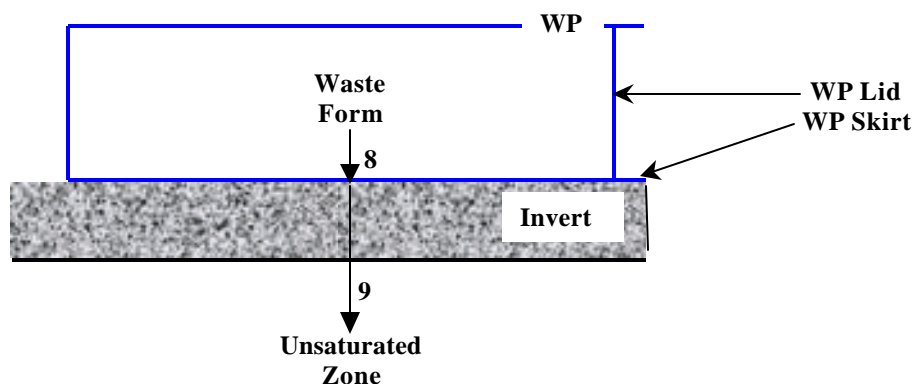 WP
Waste
Form
WP Lid
WP Skirt
8
Invert
9
Unsaturated
Zone